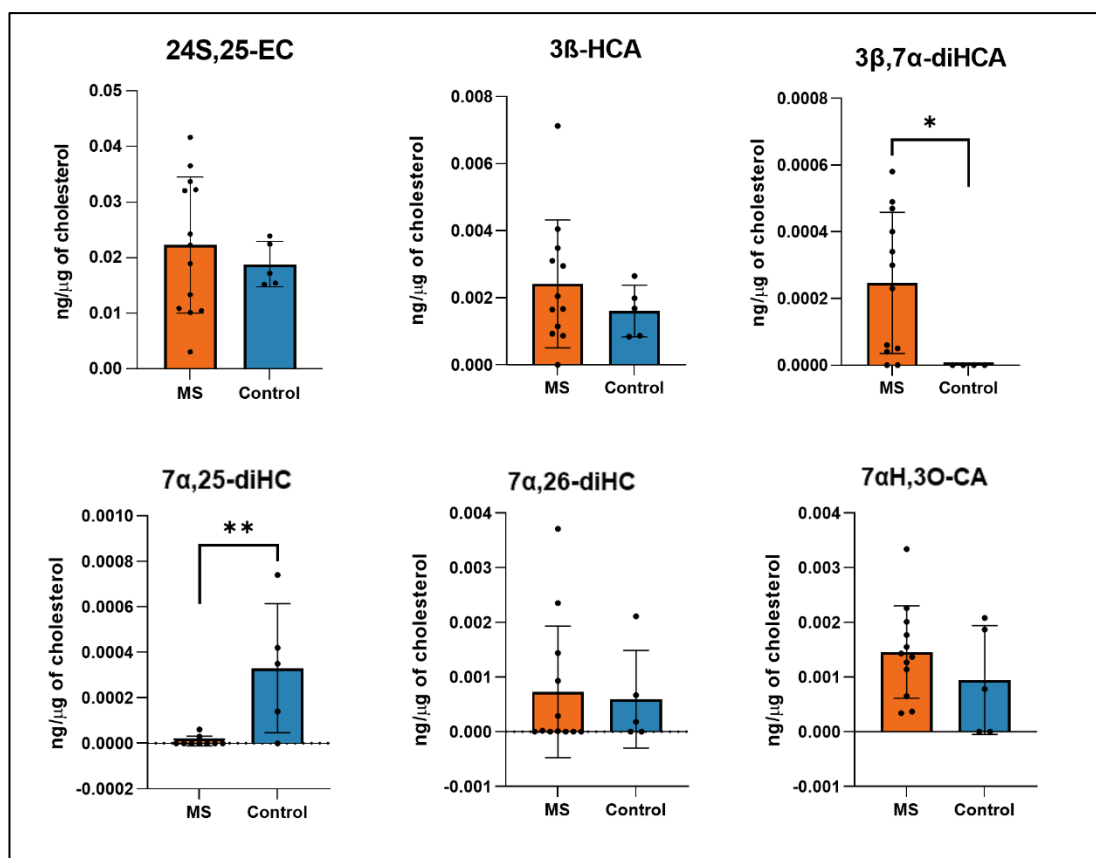 24S,25-EC
ng/µg of cholesterol
0.05
0.04
0.03
0.02
0.01
0.00
MS Control
3ß-HCA
ng/µg of cholesterol
0.008
0.006
0.004
0.002
0.000
MS Control
3β,7α-diHCA
ng/µg of cholesterol
0.0008
0.0006
0.0004
0.0002
0.0000
*
MS Control
7α,25-diHC
ng/µg of cholesterol
0.0010
0.0008
0.0006
0.0004
0.0002
0.0000
-0.0002
**
MS Control
7α,26-diHC
ng/µg of cholesterol
0.004
0.003
0.002
0.001
0.000
-0.001
MS Control
7αH,3O-CA
ng/µg of cholesterol
0.004
0.003
0.002
0.001
0.000
-0.001
MS Control